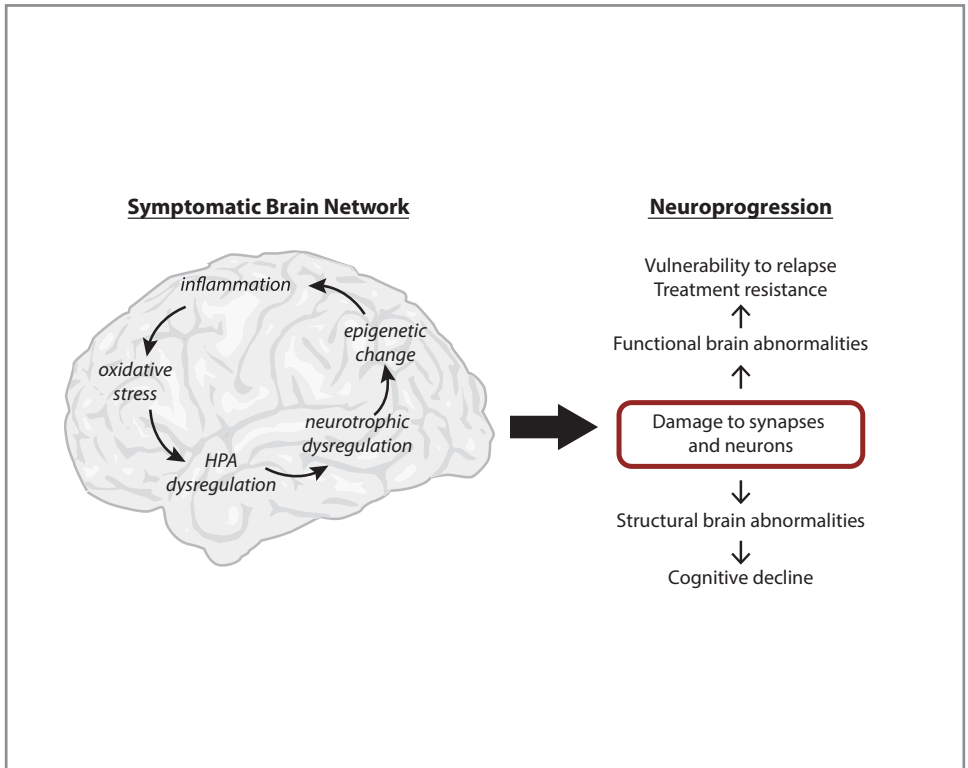 Symptomatic Brain Network
inflammation
oxidative
stress
HPA
dysregulation
neurotrophic
dysregulation
epigenetic
change
Neuroprogression
Vulnerability to relapse
Treatment resistance
Functional brain abnormalities
Damage to synapses
and neurons
Structural brain abnormalities
Cognitive decline